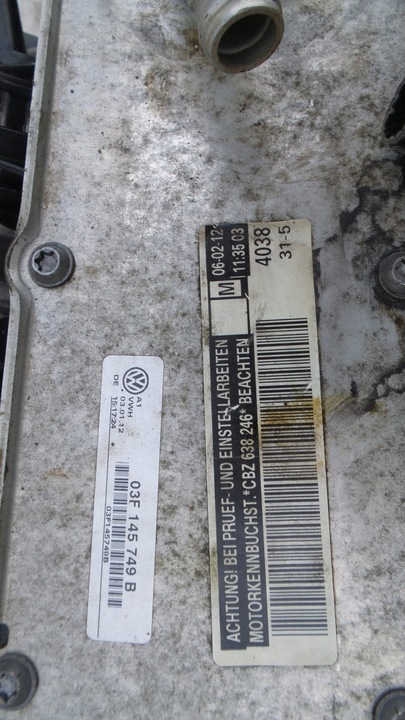 A1
VWH
03.01.12
DE
15:17:24
03F 145 749 B
03F145749B
ACHTUNG! BEI PRUEF- UND EINSTELLARBEITEN
MOTORKENNBUCHST.*CBZ 638 246* BEACHTEN
M
06-02-12
11:35 03
4038
31-5